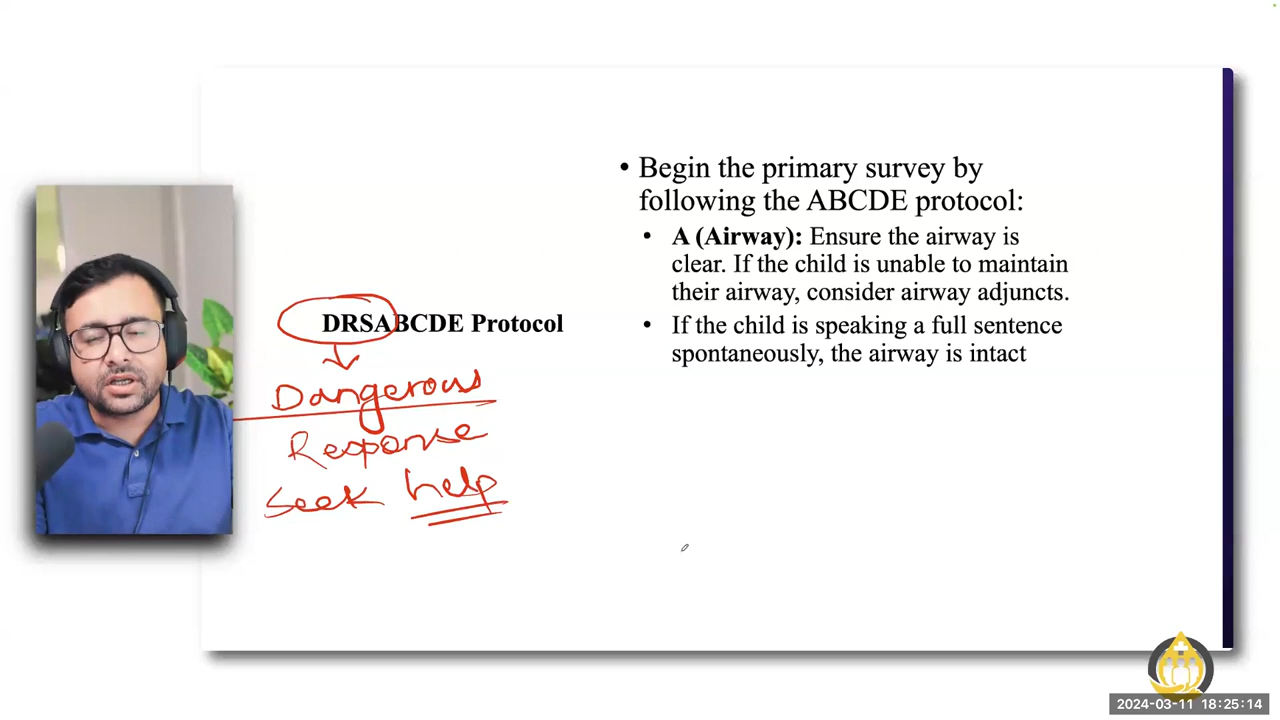 DRSABCDE Protocol
Dangerous
Response
Seek help
• Begin the primary survey by
following the ABCDE protocol:
• A (Airway): Ensure the airway is
clear. If the child is unable to maintain
their airway, consider airway adjuncts.
• If the child is speaking a full sentence
spontaneously, the airway is intact
2024-03-11 18:25:14